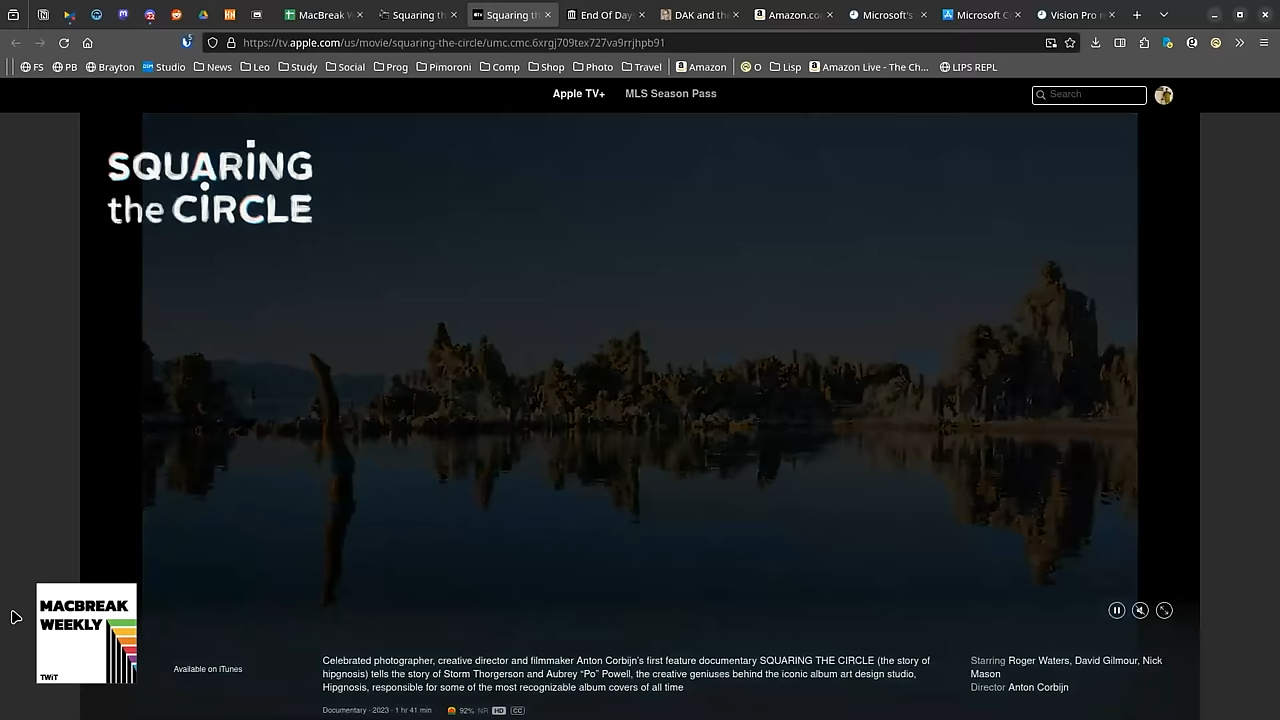 MacBreak W
Squaring th
Squaring th
End Of Day
DAK and the
Amazon.co
Microsoft's
Microsoft C
Vision Pro r
https://tv.apple.com/us/movie/squaring-the-circle/umc.cmc.6xrgj709tex727va9rrjhpb91
FS PB Brayton Studio News Leo Study Social Prog Pimoroni Comp Shop Photo Travel Amazon O Lisp Amazon Live - The Ch... LIPS REPL
Apple TV+ MLS Season Pass Search
SQUARING
the CIRCLE
MACBREAK
WEEKLY
TWiT
Available on iTunes
Celebrated photographer, creative director and filmmaker Anton Corbijn's first feature documentary SQUARING THE CIRCLE (the story of
hipgnosis) tells the story of Storm Thorgerson and Aubrey “Po” Powell, the creative geniuses behind the iconic album art design studio,
Hipgnosis, responsible for some of the most recognizable album covers of all time
Starring Roger Waters, David Gilmour, Nick
Mason
Director Anton Corbijn
Documentary · 2023 · 1 hr 41 min 92% NR HD CC